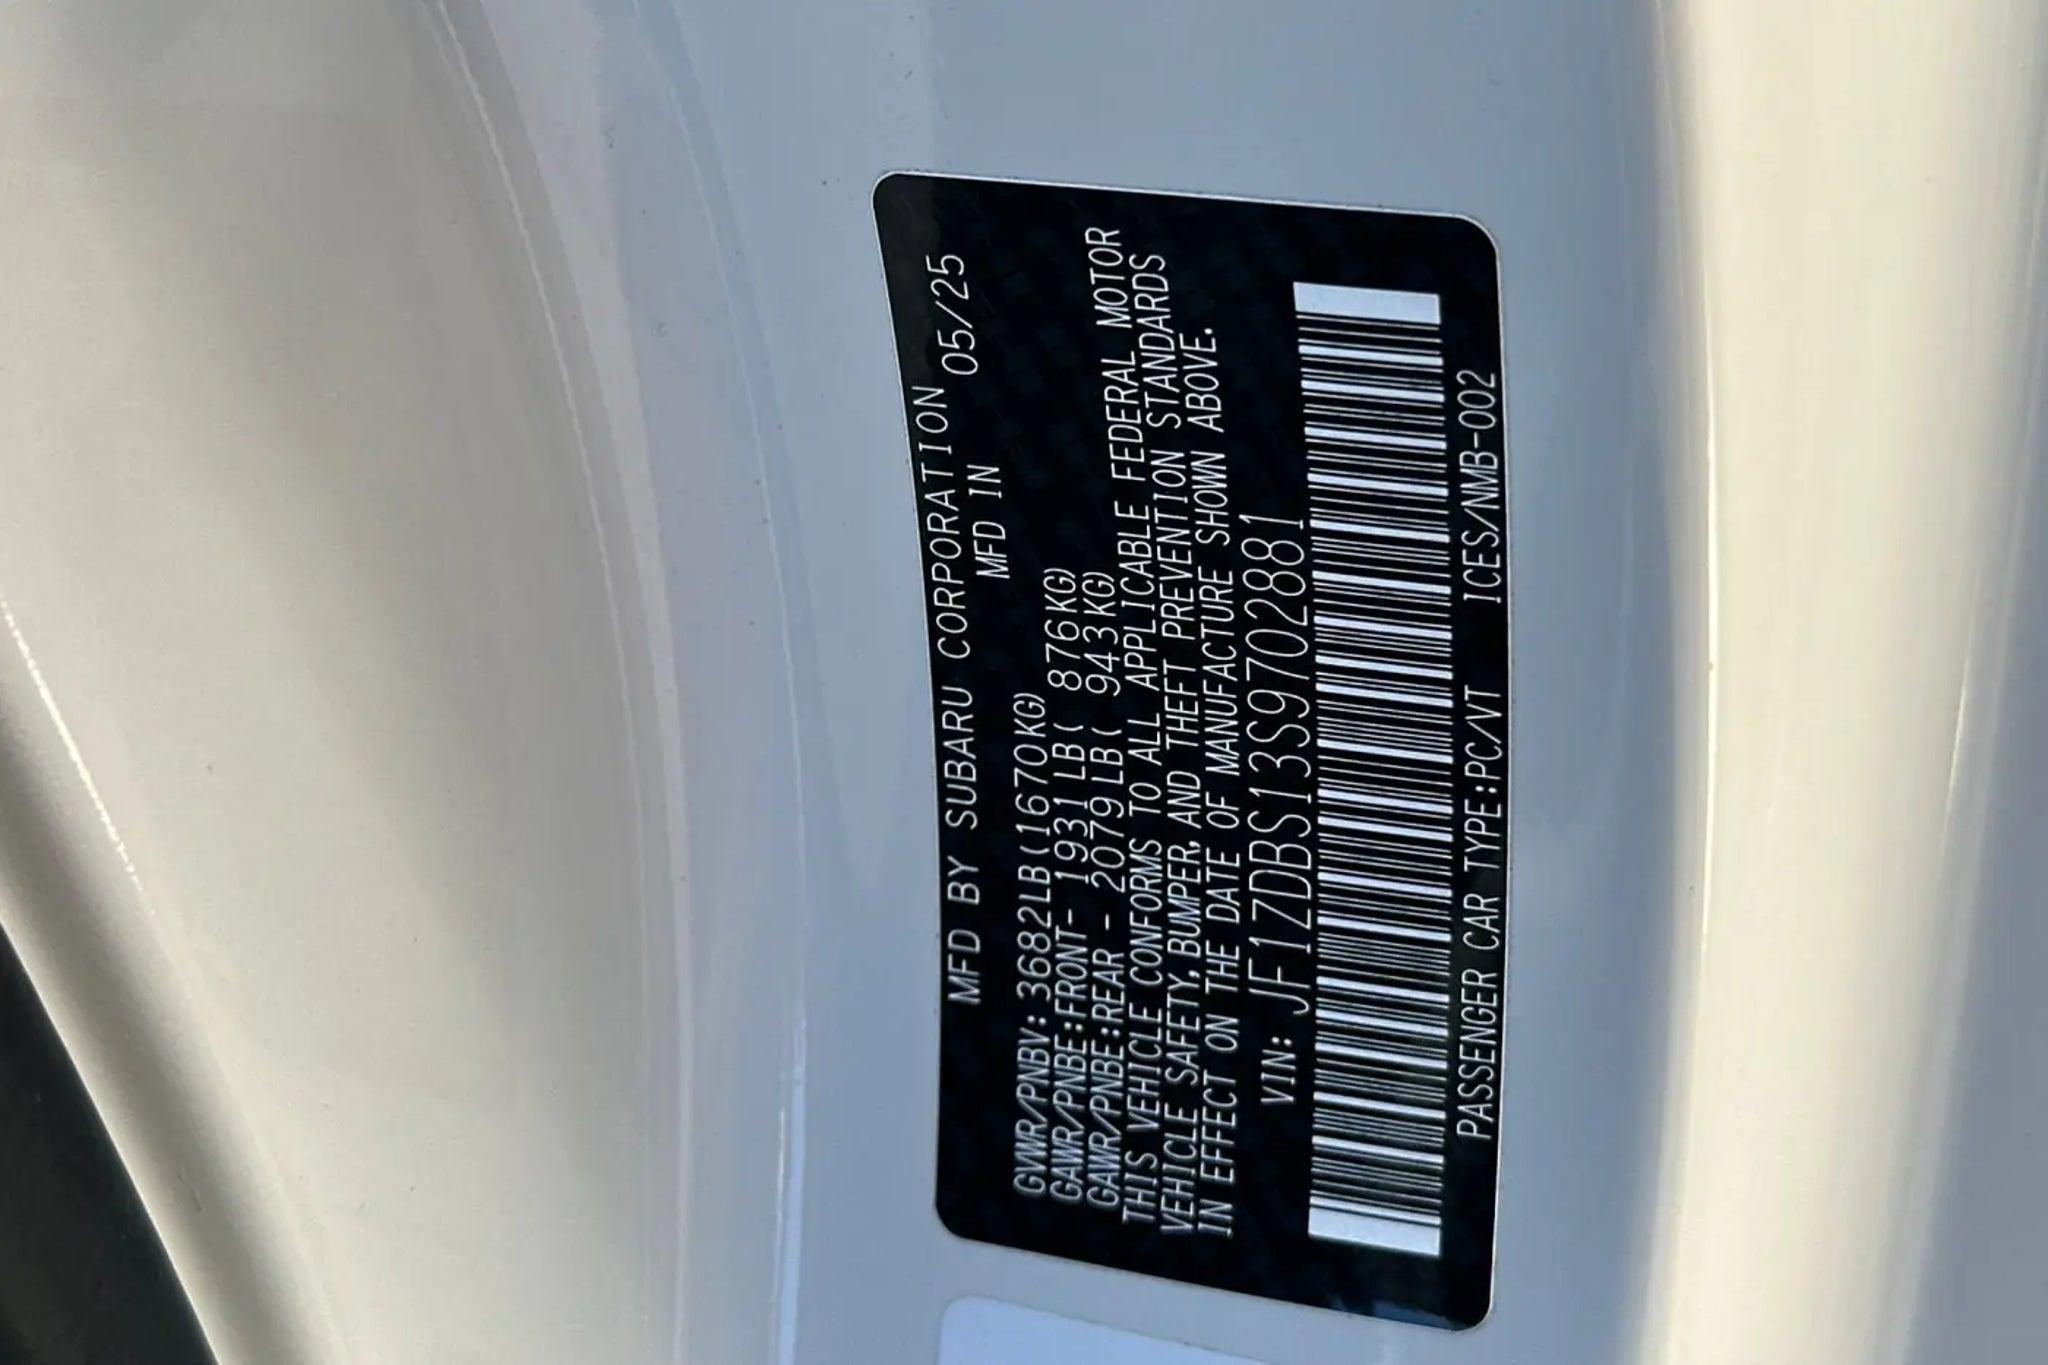 MFD BY SUBARU CORPORATION
MFD IN 05/25
GVWR/PNBV: 3682LB(1670KG)
GAWR/PNBE:FRONT- 1931LB( 876KG)
GAWR/PNBE:REAR - 2079LB( 943KG)
THIS VEHICLE CONFORMS TO ALL APPLICABLE FEDERAL MOTOR
VEHICLE SAFETY, BUMPER, AND THEFT PREVENTION STANDARDS
IN EFFECT ON THE DATE OF MANUFACTURE SHOWN ABOVE.
VIN: JF1ZDBS13S9702881
PASSENGER CAR TYPE:PC/VT ICES/NMB-002